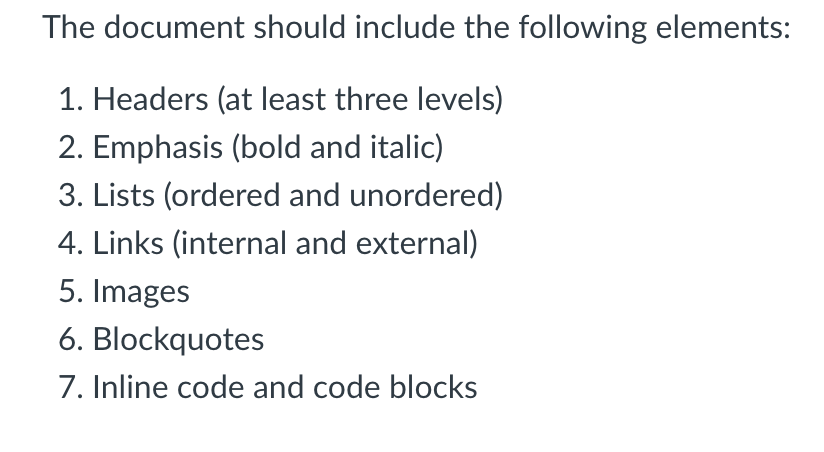 The document should include the following elements:
1. Headers (at least three levels)
2. Emphasis (bold and italic)
3. Lists (ordered and unordered)
4. Links (internal and external)
5. Images
6. Blockquotes
7. Inline code and code blocks